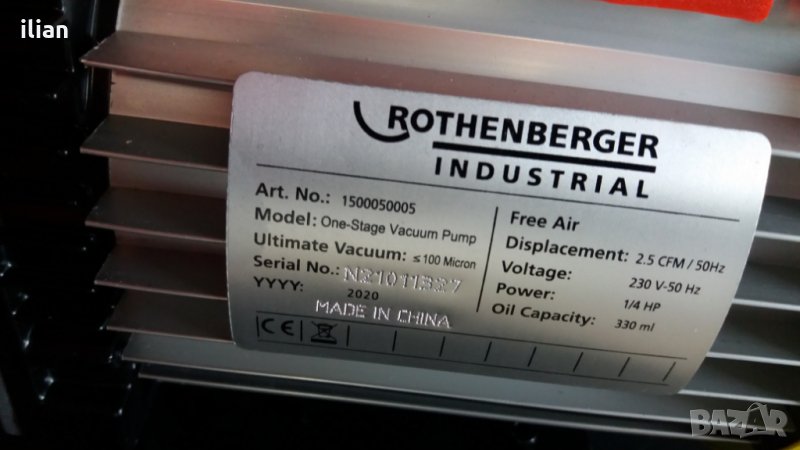 ilian
ROTHENBERGER
INDUSTRIAL
Art. No.: 1500050005
Model: One-Stage Vacuum Pump
Ultimate Vacuum: ≤100 Micron
Serial No.: N21011327
YYYY: 2020
MADE IN CHINA
CE
Free Air
Displacement: 2.5 CFM / 50Hz
Voltage: 230 V-50 Hz
Power: 1/4 HP
Oil Capacity: 330 ml
BAZAR